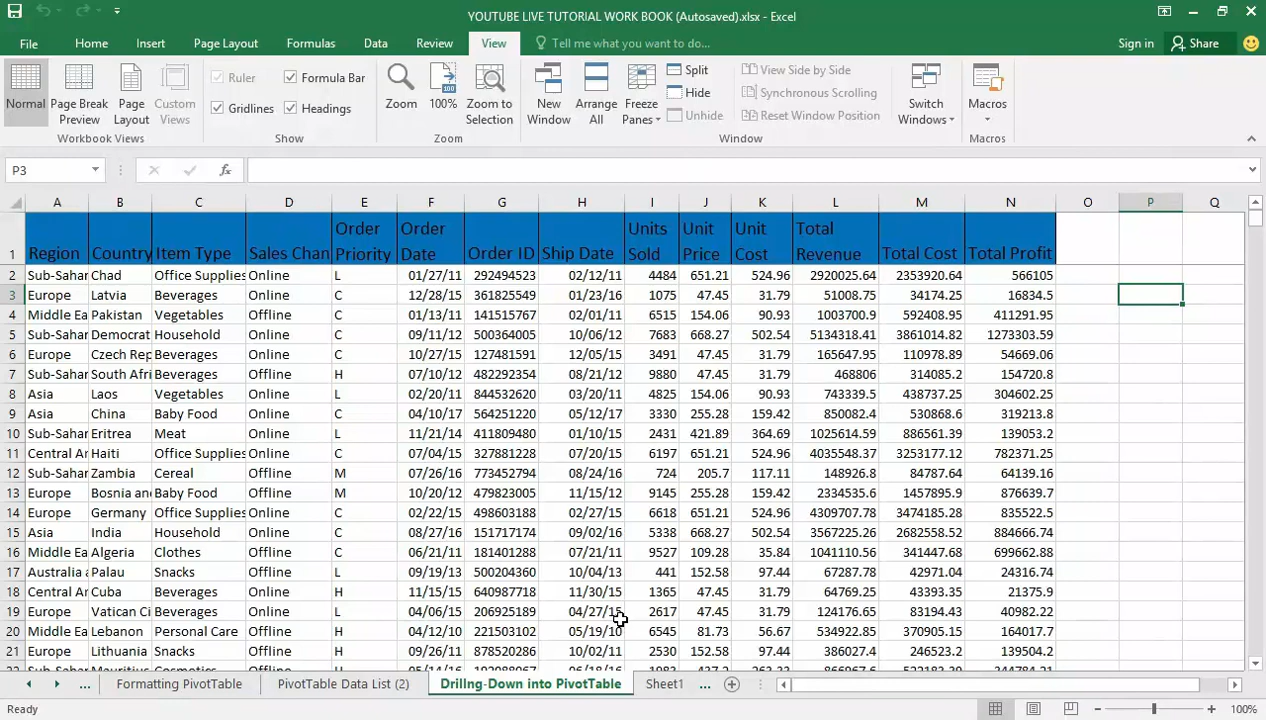 YOUTUBE LIVE TUTORIAL WORK BOOK (Autosaved).xlsx - Excel
File Home Insert Page Layout Formulas Data Review View Tell me what you want to do... Sign in Share
Normal Page Break Preview Page Layout Custom Views Ruler Formula Bar Gridlines Headings Zoom 100% Zoom to Selection New Window Arrange All Freeze Panes Split Hide Unhide View Side by Side Synchronous Scrolling Reset Window Position Switch Windows Macros
Workbook Views Show Zoom Window Macros
P3 fx
A B C D E F G H I J K L M N O P Q
1 Region Country Item Type Sales Chan Order Priority Order Date Order ID Ship Date Units Sold Unit Price Unit Cost Total Revenue Total Cost Total Profit
2 Sub-Sahar Chad Office Supplies Online L 01/27/11 292494523 02/12/11 4484 651.21 524.96 2920025.64 2353920.64 566105
3 Europe Latvia Beverages Online C 12/28/15 361825549 01/23/16 1075 47.45 31.79 51008.75 34174.25 16834.5
4 Middle Ea Pakistan Vegetables Offline C 01/13/11 141515767 02/01/11 6515 154.06 90.93 1003700.9 592408.95 411291.95
5 Sub-Sahar Democrat Household Online C 09/11/12 500364005 10/06/12 7683 668.27 502.54 5134318.41 3861014.82 1273303.59
6 Europe Czech Rep Beverages Online C 10/27/15 127481591 12/05/15 3491 47.45 31.79 165647.95 110978.89 54669.06
7 Sub-Sahar South Afri Beverages Offline H 07/10/12 482292354 08/21/12 9880 47.45 31.79 468806 314085.2 154720.8
8 Asia Laos Vegetables Online L 02/20/11 844532620 03/20/11 4825 154.06 90.93 743339.5 438737.25 304602.25
9 Asia China Baby Food Online C 04/10/17 564251220 05/12/17 3330 255.28 159.42 850082.4 530868.6 319213.8
10 Sub-Sahar Eritrea Meat Online L 11/21/14 411809480 01/10/15 2431 421.89 364.69 1025614.59 886561.39 139053.2
11 Central Ar Haiti Office Supplies Online C 07/04/15 327881228 07/20/15 6197 651.21 524.96 4035548.37 3253177.12 782371.25
12 Sub-Sahar Zambia Cereal Offline M 07/26/16 773452794 08/24/16 724 205.7 117.11 148926.8 84787.64 64139.16
13 Europe Bosnia an Baby Food Offline M 10/20/12 479823005 11/15/12 9145 255.28 159.42 2334535.6 1457895.9 876639.7
14 Europe Germany Office Supplies Online C 02/22/15 498603188 02/27/15 6618 651.21 524.96 4309707.78 3474185.28 835522.5
15 Asia India Household Online C 08/27/16 151717174 09/02/16 5338 668.27 502.54 3567225.26 2682558.52 884666.74
16 Middle Ea Algeria Clothes Offline C 06/21/11 181401288 07/21/11 9527 109.28 35.84 1041110.56 341447.68 699662.88
17 Australia a Palau Snacks Offline L 09/19/13 500204360 10/04/13 441 152.58 97.44 67287.78 42971.04 24316.74
18 Central Ar Cuba Beverages Online H 11/15/15 640987718 11/30/15 1365 47.45 31.79 64769.25 43393.35 21375.9
19 Europe Vatican Ci Beverages Online L 04/06/15 206925189 04/27/15 2617 47.45 31.79 124176.65 83194.43 40982.22
20 Middle Ea Lebanon Personal Care Offline H 04/12/10 221503102 05/19/10 6545 81.73 56.67 534922.85 370905.15 164017.7
21 Europe Lithuania Snacks Offline H 09/26/11 878520286 10/02/11 2530 152.58 97.44 386027.4 246523.2 139504.2
... Formatting PivotTable PivotTable Data List (2) Drillng-Down into PivotTable Sheet1 ...
Ready 100%